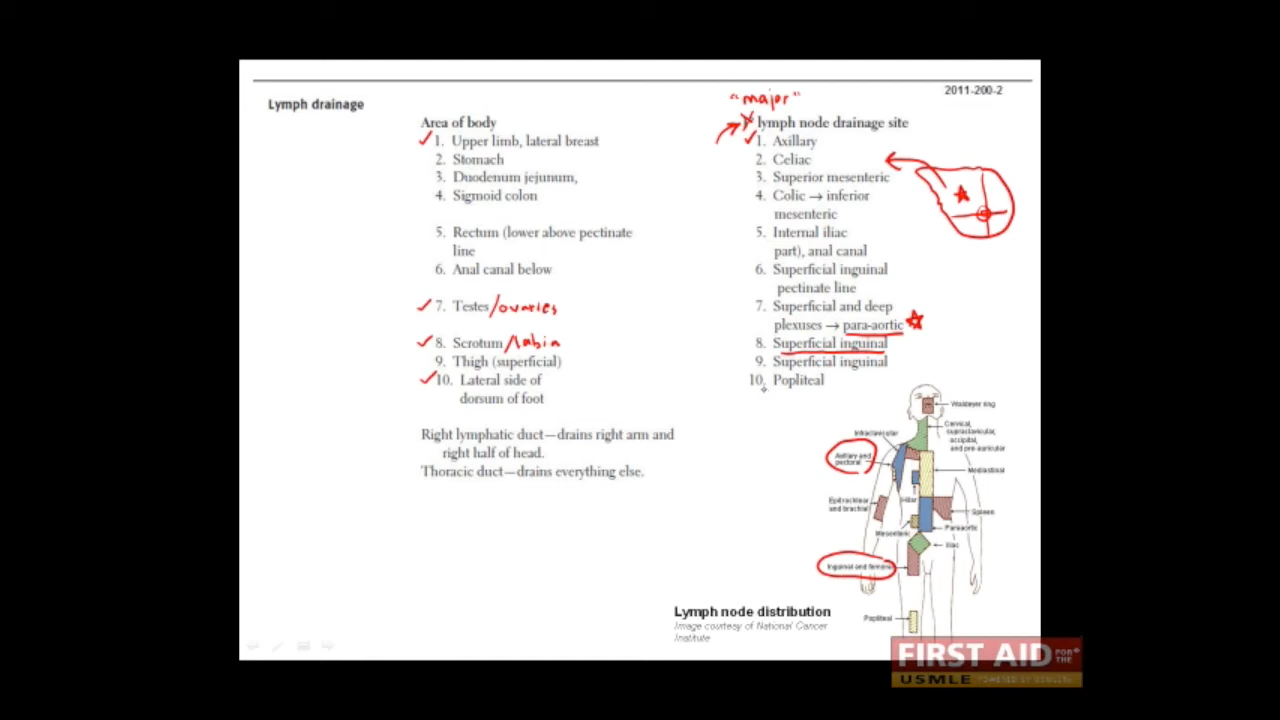 2011-200-2
Lymph drainage
"major"
Area of body
lymph node drainage site
1. Upper limb, lateral breast
1. Axillary
2. Stomach
2. Celiac
3. Duodenum jejunum,
3. Superior mesenteric
4. Sigmoid colon
4. Colic → inferior
mesenteric
5. Rectum (lower above pectinate
line
5. Internal iliac
part), anal canal
6. Anal canal below
6. Superficial inguinal
pectinate line
7. Testes/ovaries
7. Superficial and deep
plexuses → para-aortic
8. Scrotum/labia
8. Superficial inguinal
9. Thigh (superficial)
9. Superficial inguinal
10. Lateral side of
dorsum of foot
10. Popliteal
Right lymphatic duct—drains right arm and
right half of head.
Thoracic duct—drains everything else.
Waldeyer ring
Cervical,
supraclavicular,
occipital,
and pre-auricular
Infraclavicular
Axillary and
pectoral
Mediastinal
Hilar
Epitrochlear
and brachial
Spleen
Mesenteric
Paraaortic
Iliac
Inguinal and femoral
Popliteal
Lymph node distribution
Image courtesy of National Cancer
Institute
FIRST AID FOR THE®
USMLE POWERED BY USMLERx